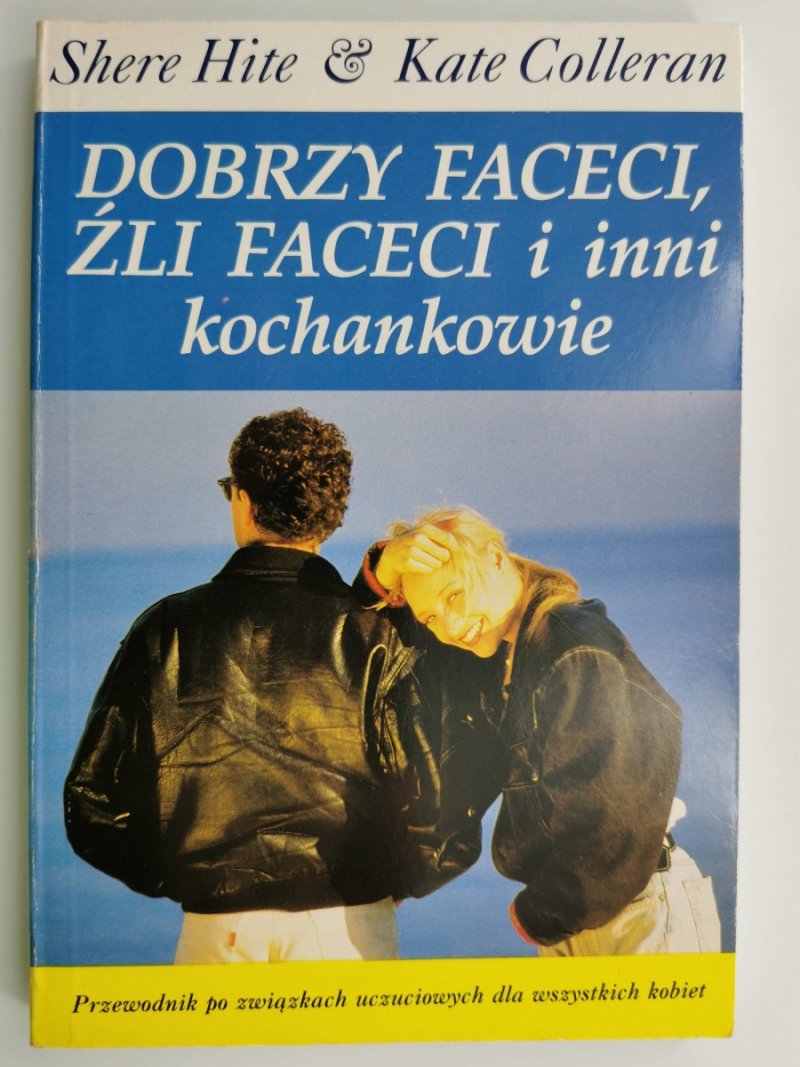 Shere Hite & Kate Colleran
DOBRZY FACECI,
ŹLI FACECI i inni
kochankowie
Przewodnik po związkach uczuciowych dla wszystkich kobiet